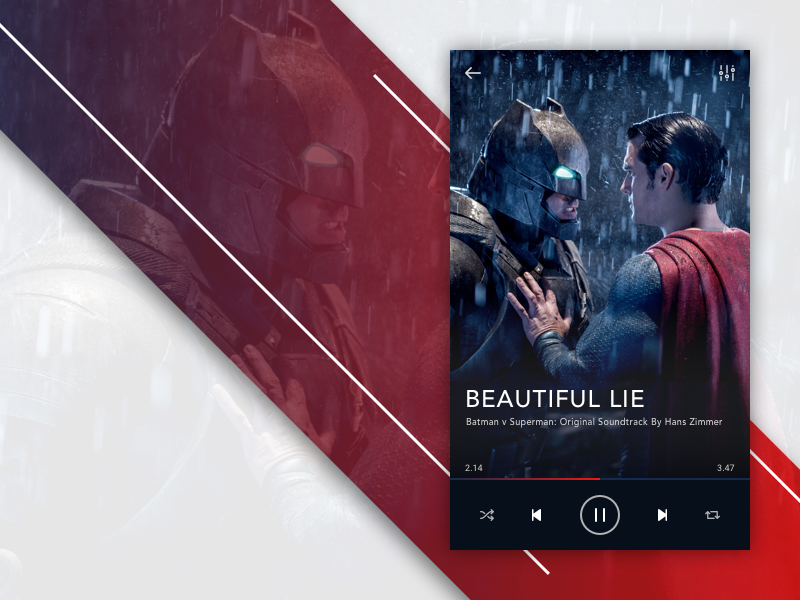 BEAUTIFUL LIE
Batman v Superman: Original Soundtrack By Hans Zimmer
2.14 3.47